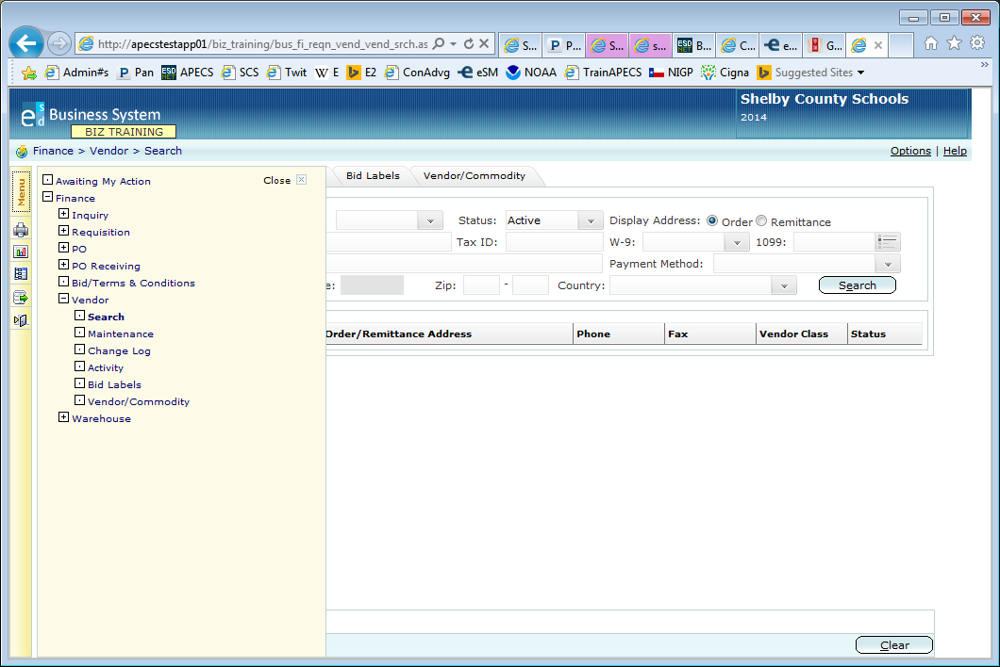 http://apecstestapp01/biz_training/bus_fi_reqn_vend_vend_srch.as
S... P... S... s... B... C... e... G...
Admin#s Pan APECS SCS Twit E E2 ConAdvg eSM NOAA TrainAPECS NIGP Cigna Suggested Sites
esd Business System
BIZ TRAINING
Shelby County Schools
2014
Finance > Vendor > Search
Options | Help
Menu
Awaiting My Action
Close
Finance
Inquiry
Requisition
PO
PO Receiving
Bid/Terms & Conditions
Vendor
Search
Maintenance
Change Log
Activity
Bid Labels
Vendor/Commodity
Warehouse
Bid Labels Vendor/Commodity
Status: Active Display Address: Order Remittance
Tax ID: W-9: 1099:
Payment Method:
e: Zip: - Country: Search
Order/Remittance Address Phone Fax Vendor Class Status
Clear